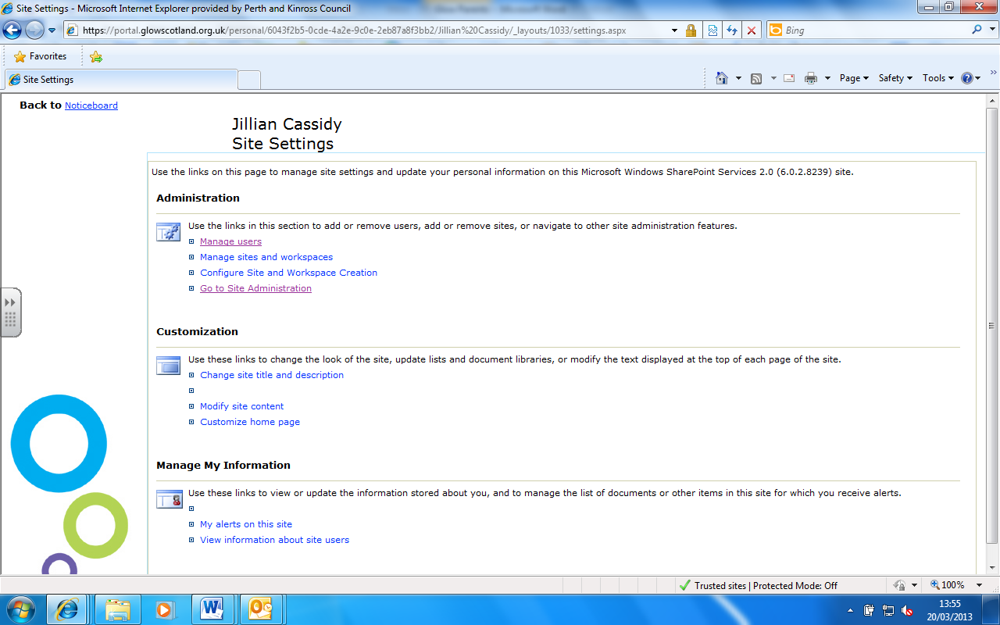 Site Settings - Microsoft Internet Explorer provided by Perth and Kinross Council
https://portal.glowscotland.org.uk/personal/6043f2b5-0cde-4a2e-9c0e-2eb87abf3bb2/Jillian%20Cassidy/_layouts/1033/settings.aspx
Bing
Favorites
Site Settings
Page
Safety
Tools
Back to Noticeboard
Jillian Cassidy
Site Settings
Use the links on this page to manage site settings and update your personal information on this Microsoft Windows SharePoint Services 2.0 (6.0.2.8239) site.
Administration
Use the links in this section to add or remove users, add or remove sites, or navigate to other site administration features.
Manage users
Manage sites and workspaces
Configure Site and Workspace Creation
Go to Site Administration
Customization
Use these links to change the look of the site, update lists and document libraries, or modify the text displayed at the top of each page of the site.
Change site title and description
Modify site content
Customize home page
Manage My Information
Use these links to view or update the information stored about you, and to manage the list of documents or other items in this site for which you receive alerts.
My alerts on this site
View information about site users
Trusted sites | Protected Mode: Off
100%
13:55
20/03/2013